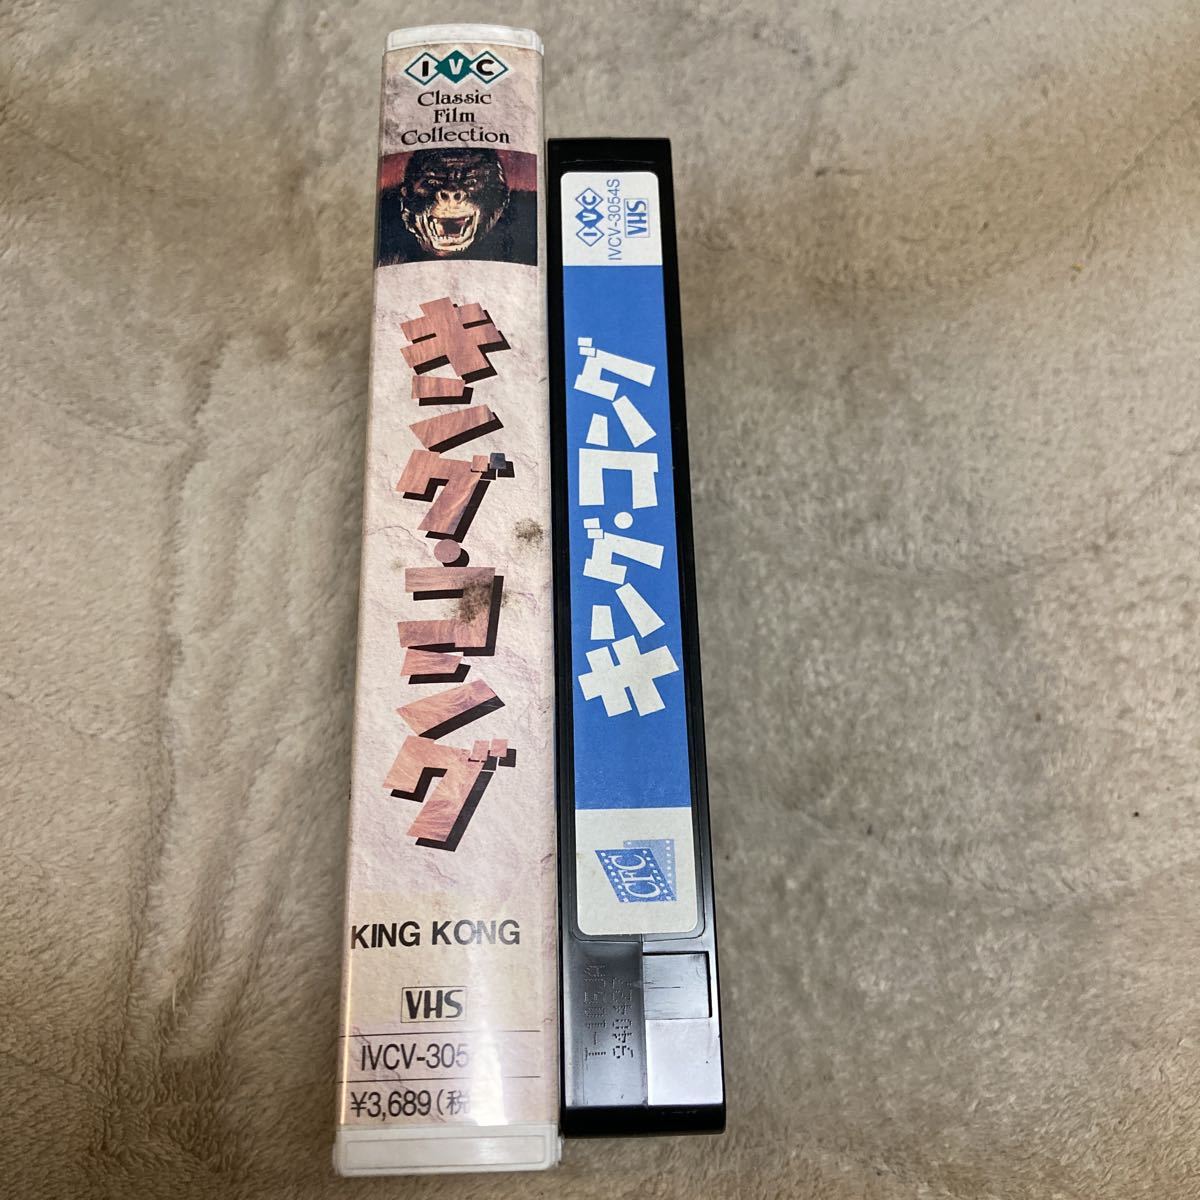 IVC
Classic
Film
Collection
キング・コング
KING KONG
VHS
IVCV-305
¥3,689(税
IVC
IVCV-3054S
VHS
キング・コング
CFC